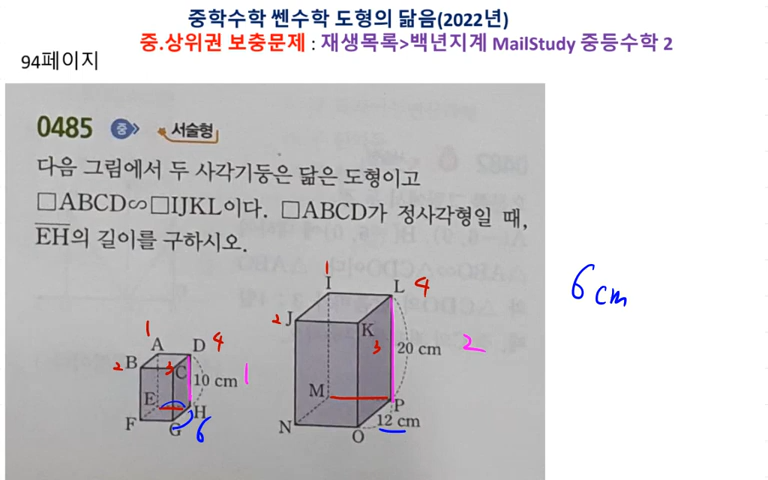 중학수학 쎈수학 도형의 닮음(2022년)
중.상위권 보충문제 : 재생목록>백년지계 MailStudy 중등수학 2
94페이지
0485 중 서술형
다음 그림에서 두 사각기둥은 닮은 도형이고
□ABCD∽□IJKL이다. □ABCD가 정사각형일 때,
EH의 길이를 구하시오.
6 cm
1 I L 4
2 J K 3
20 cm 2
M P
N O 12 cm
1 A D 4
2 B 3 C
10 cm 1
E H
F G 6